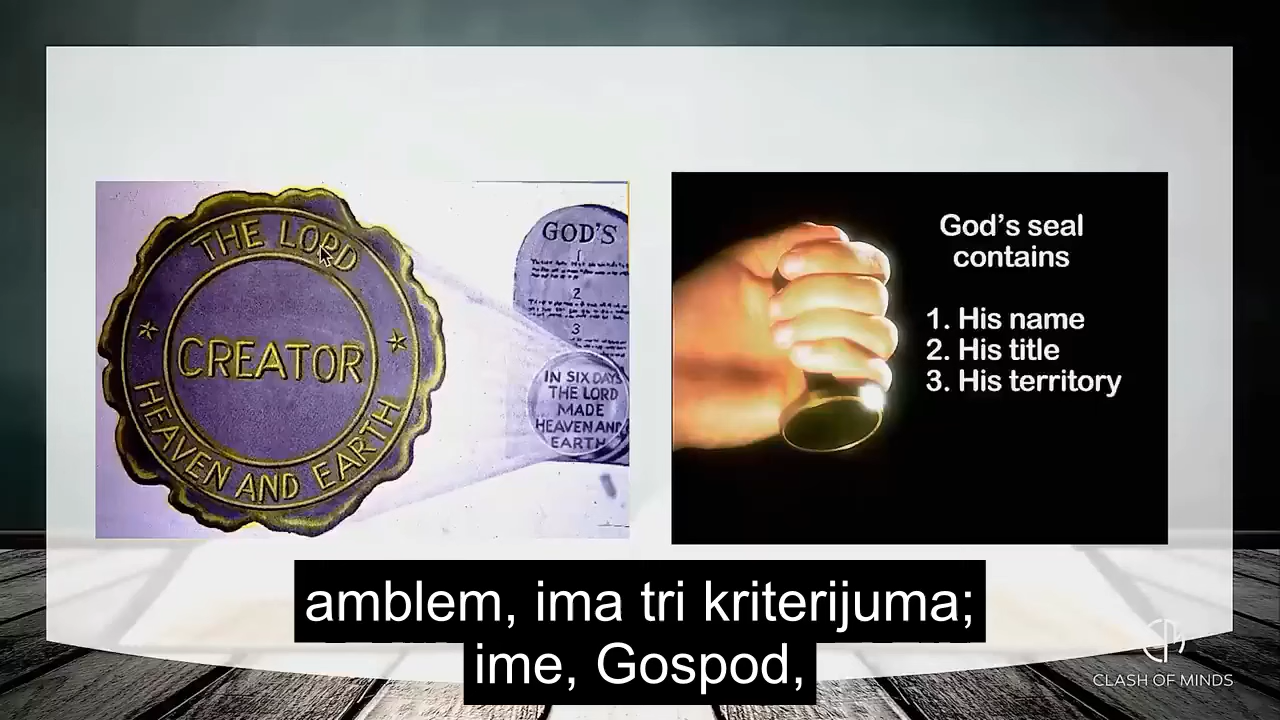 THE LORD
CREATOR
HEAVEN AND EARTH
GOD'S
1
2
3
IN SIX DAYS
THE LORD
MADE
HEAVEN AND
EARTH
God's seal
contains
1. His name
2. His title
3. His territory
amblem, ima tri kriterijuma;
ime, Gospod,
CLASH OF MINDS